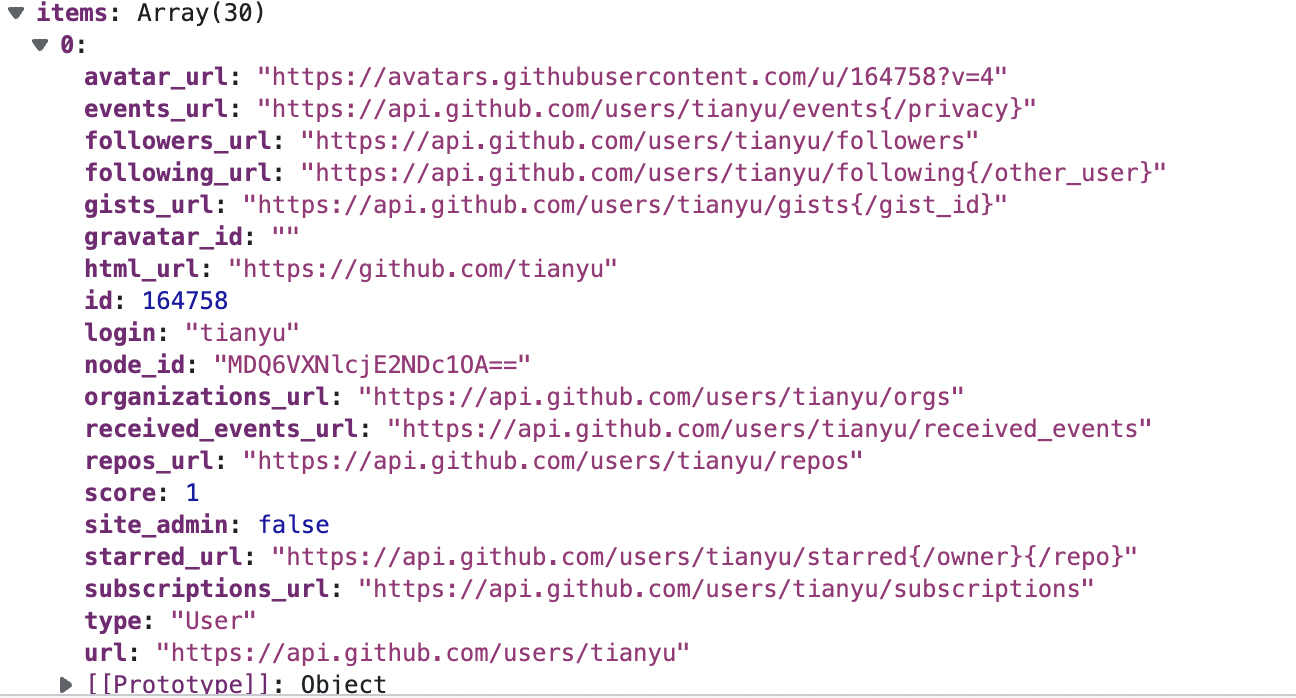 items: Array(30)
0:
avatar_url: "https://avatars.githubusercontent.com/u/164758?v=4"
events_url: "https://api.github.com/users/tianyu/events{/privacy}"
followers_url: "https://api.github.com/users/tianyu/followers"
following_url: "https://api.github.com/users/tianyu/following{/other_user}"
gists_url: "https://api.github.com/users/tianyu/gists{/gist_id}"
gravatar_id: ""
html_url: "https://github.com/tianyu"
id: 164758
login: "tianyu"
node_id: "MDQ6VXNlcjE2NDc1OA=="
organizations_url: "https://api.github.com/users/tianyu/orgs"
received_events_url: "https://api.github.com/users/tianyu/received_events"
repos_url: "https://api.github.com/users/tianyu/repos"
score: 1
site_admin: false
starred_url: "https://api.github.com/users/tianyu/starred{/owner}{/repo}"
subscriptions_url: "https://api.github.com/users/tianyu/subscriptions"
type: "User"
url: "https://api.github.com/users/tianyu"
[[Prototype]]: Object